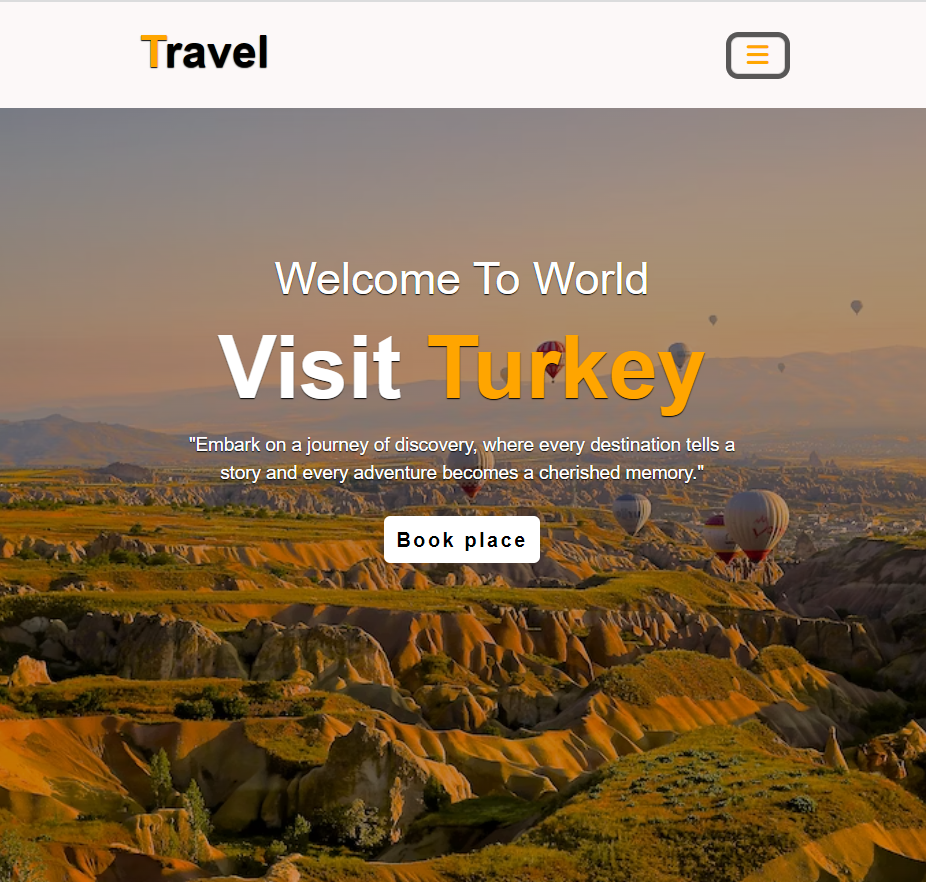 Travel
Welcome To World
Visit Turkey
"Embark on a journey of discovery, where every destination tells a
story and every adventure becomes a cherished memory."
Book place